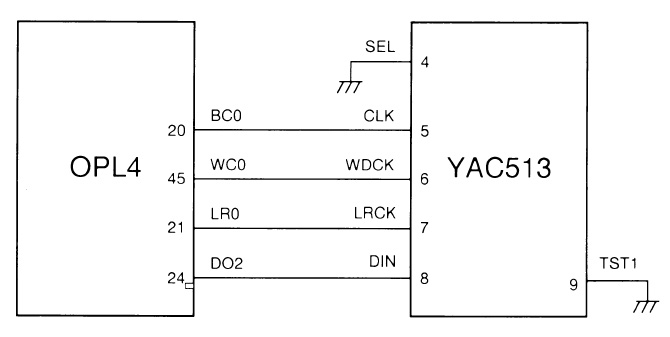 SEL
4
20 BC0 CLK 5
OPL4 45 WC0 WDCK 6 YAC513
21 LR0 LRCK 7
24 DO2 DIN 8
9 TST1